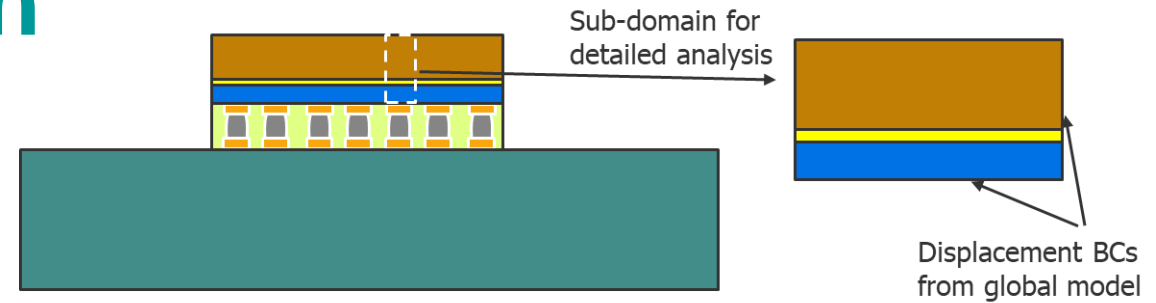 n
Sub-domain for
detailed analysis
Displacement BCs
from global model